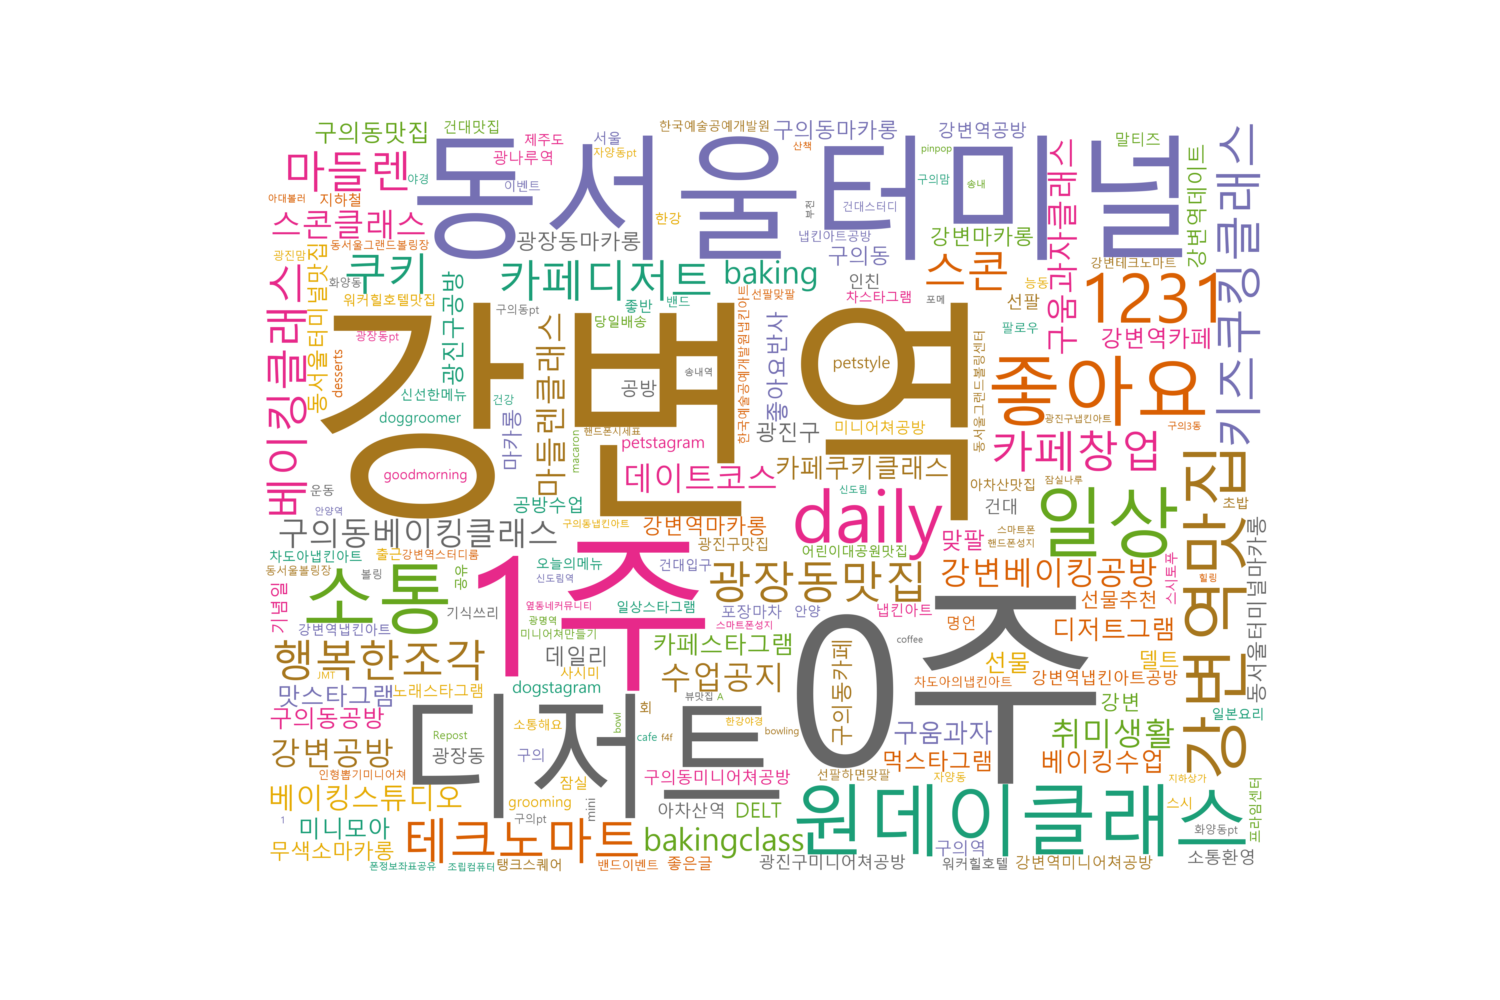 구의동맛집
건대맛집
제주도
서울
한국예술공예개발원
구의동마카롱
강변역공방
말티즈
마들렌
광나루역
자양동pt
산책
pinpop
야경
이벤트
구의맘
송내
아대볼러
지하철
동서울터미널
부천
건대스터디
한강
스콘클래스
광장동마카롱
냅킨아트공방
강변마카롱
구움과자클래스
강변역데이트
키즈쿠킹클래스
동서울그랜드볼링장
광진맘
화양동
쿠키
카페디저트
baking
구의동
인친
스콘
강변테크노마트
능동
1231
워커힐호텔맛집
동서울터미널맛집
광진구공방
구의동pt
좋반
밴드
선팔맞팔
차스타그램
포메
선팔
당일배송
광장동pt
강변역
팔로우
강변역카페
desserts
베이킹클래스
신선한메뉴
건강
마들렌클래스
송내역
공방
한국예술공예개발원냅킨아트
좋아요반사
petstyle
동서울그랜드볼링센터
좋아요
doggroomer
마카롱
핸드폰시세표
macaron
petstagram
광진구
미니어쳐공방
광진구냅킨아트
구의3동
goodmorning
데이트코스
카페쿠키클래스
카페창업
운동
안양역
공방수업
아차산맛집
신도림
잠실나루
건대
초밥
강변역맛집
구의동베이킹클래스
구의동냅킨아트
강변역마카롱
광진구맛집
daily
맞팔
스마트폰
핸드폰성지
일상
차도아냅킨아트
출근
강변역스터디룸
어린이대공원맛집
동서울볼링장
볼링
공유
오늘의메뉴
신도림역
건대입구
1주
소통
광장동맛집
강변베이킹공방
스시토푸
힐링
동서울터미널마카롱
기념일
기식쓰리
옆동네커뮤니티
일상스타그램
포장마차
안양
냅킨아트
선물추천
강변역냅킨아트
광명역
스마트폰성지
미니어쳐만들기
명언
디저트그램
행복한조각
데일리
카페스타그램
구의동카페
0주
coffee
JMT
사시미
수업공지
선물
델트
맛스타그램
노래스타그램
dogstagram
차도아의냅킨아트
강변역냅킨아트공방
뷰맛집
A
구의동공방
소통해요
bowl
회
한강야경
강변
일본요리
디저트
Repost
cafe
f4f
bowling
구움과자
취미생활
강변공방
광장동
구의
인형뽑기미니어쳐
잠실
구의동미니어쳐공방
선팔하면맞팔
먹스타그램
자양동
베이킹수업
지하상가
베이킹스튜디오
grooming
mini
아차산역
DELT
원데이클래스
스시
프라임센터
1
미니모아
구의pt
테크노마트
bakingclass
구의역
화양동pt
무색소마카롱
폰정보좌표공유
조립컴퓨터
탱크스퀘어
밴드이벤트
좋은글
광진구미니어쳐공방
워커힐호텔
강변역미니어쳐공방
소통환영